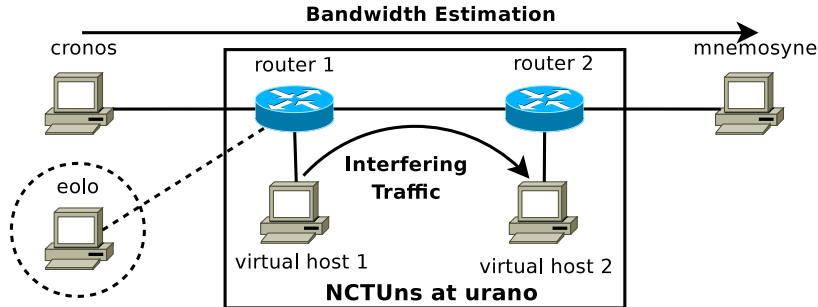 Bandwidth Estimation
cronos
mnemosyne
router 1
router 2
Interfering
Traffic
eolo
virtual host 1
virtual host 2
NCTUns at urano